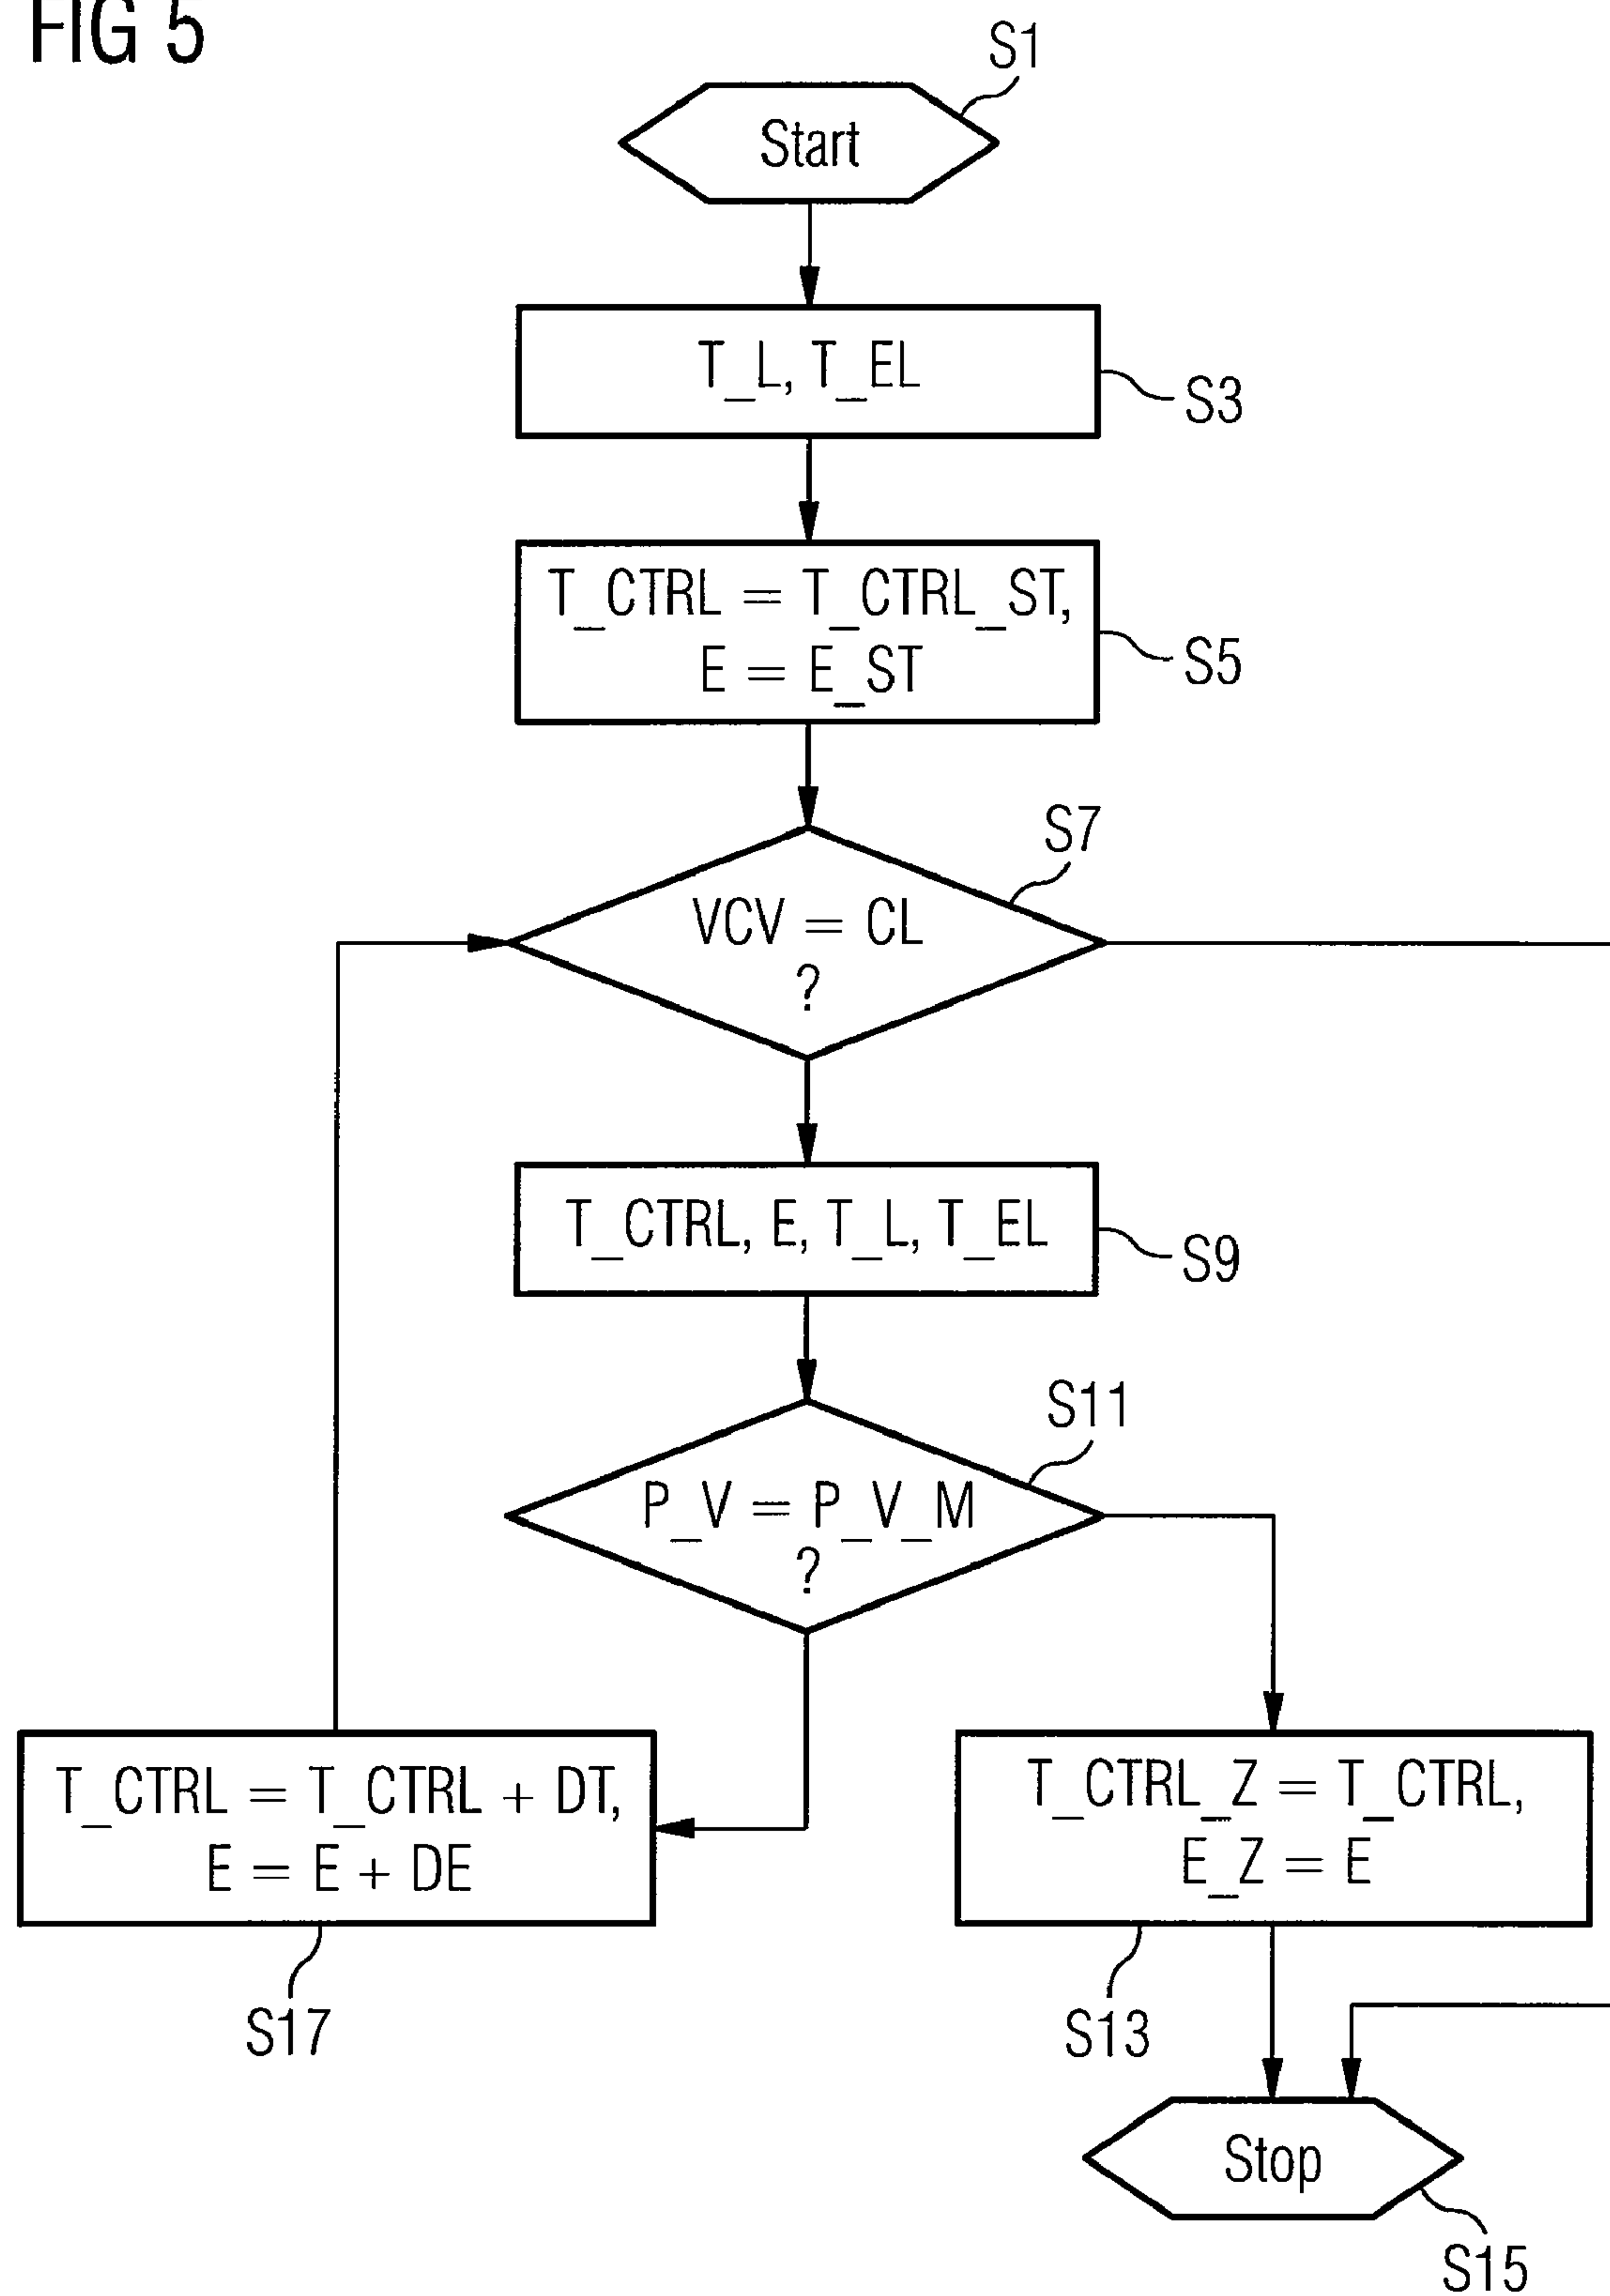 FIG 5
S1
Start
T_L, T_EL
S3
T_CTRL = T_CTRL_ST,
E = E_ST
S5
S7
VCV = CL
?
T_CTRL, E, T_L, T_EL
S9
S11
P_V = P_V_M
?
T_CTRL = T_CTRL + DT,
E = E + DE
T_CTRL_Z = T_CTRL,
E_Z = E
S17
S13
Stop
S15